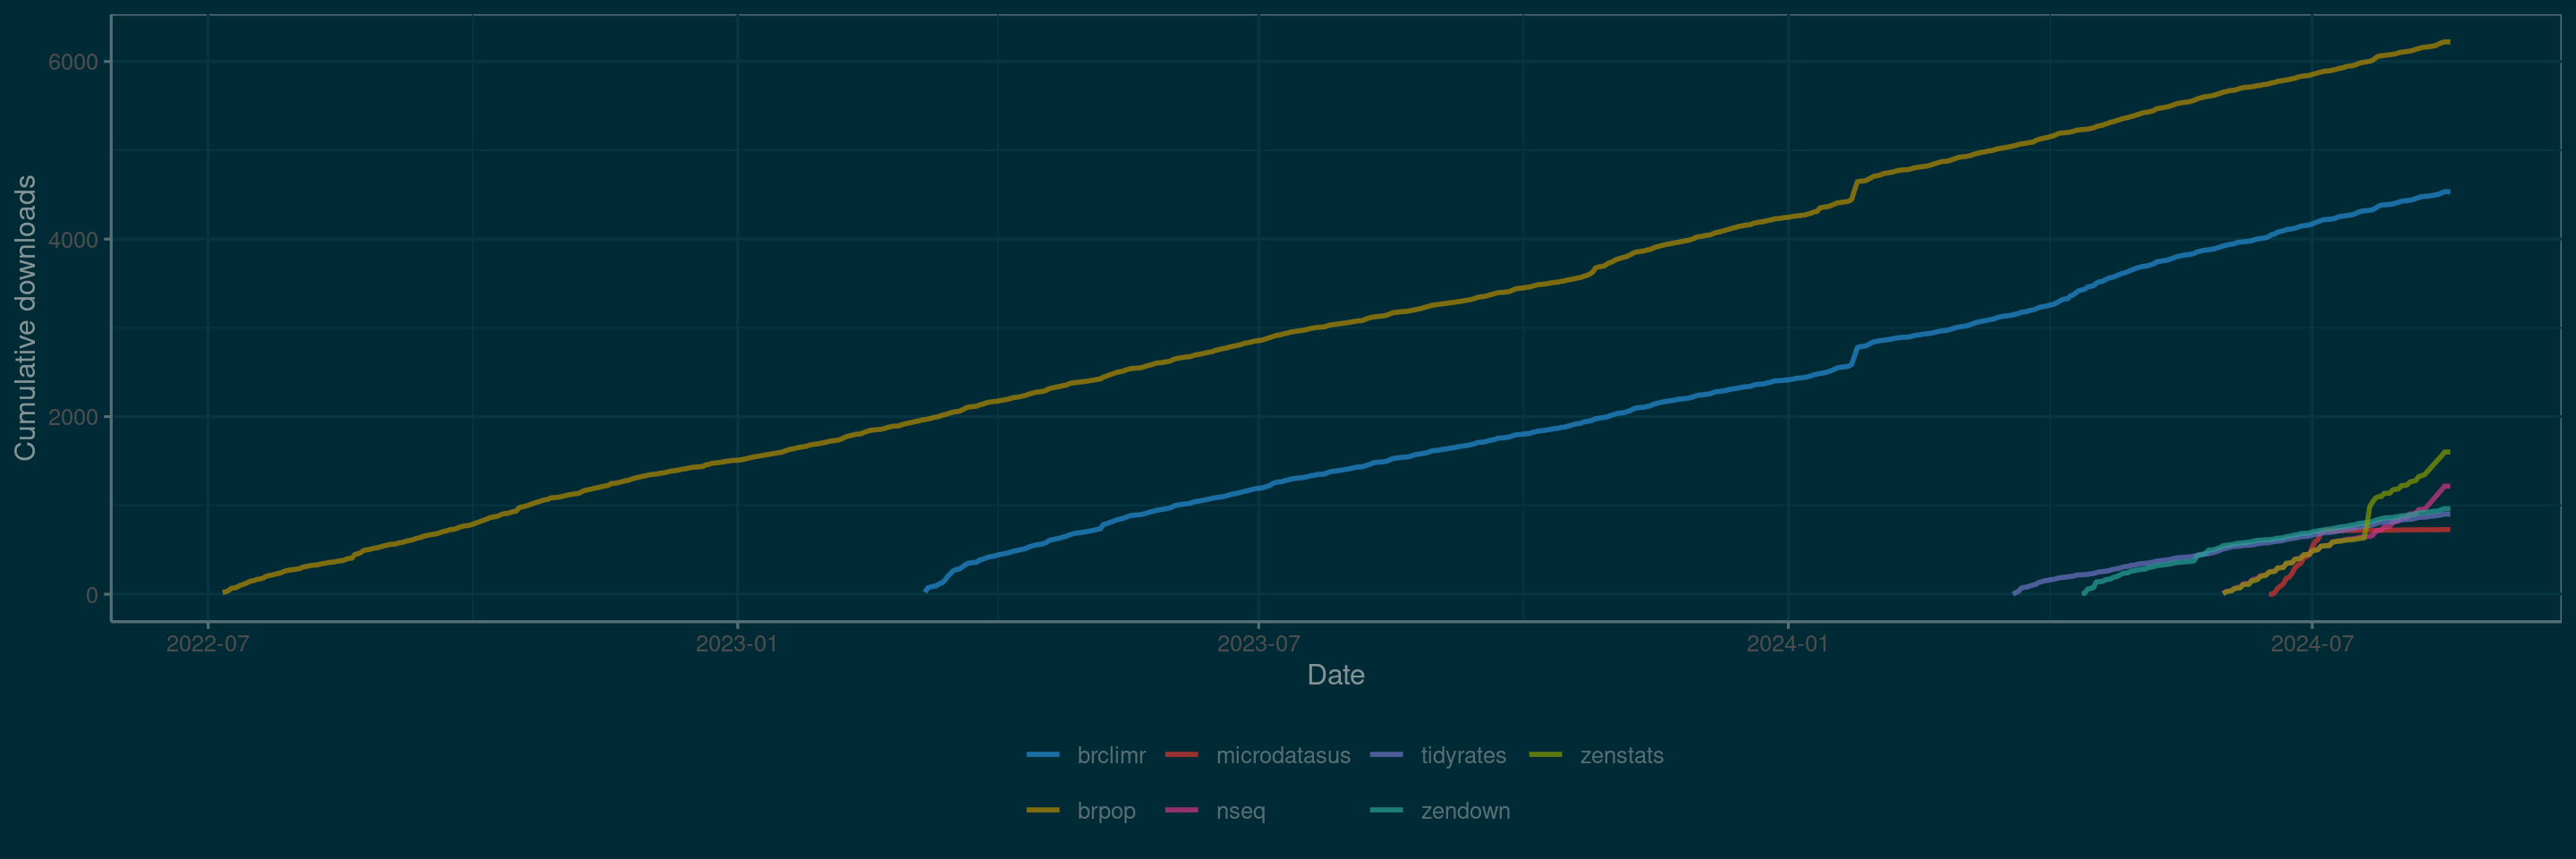 6000
4000
2000
0
Cumulative downloads
2022-07 2023-01 2023-07 2024-01 2024-07
Date
brclimr microdatasus tidyrates zenstats
brpop nseq zendown